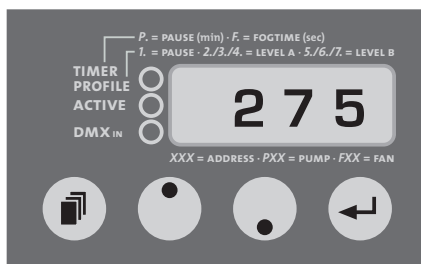 P. = PAUSE (min) · F. = FOGTIME (sec)
1. = PAUSE · 2./3./4. = LEVEL A · 5./6./7. = LEVEL B
TIMER
PROFILE
ACTIVE
DMX IN
275
XXX = ADDRESS · PXX = PUMP · FXX = FAN